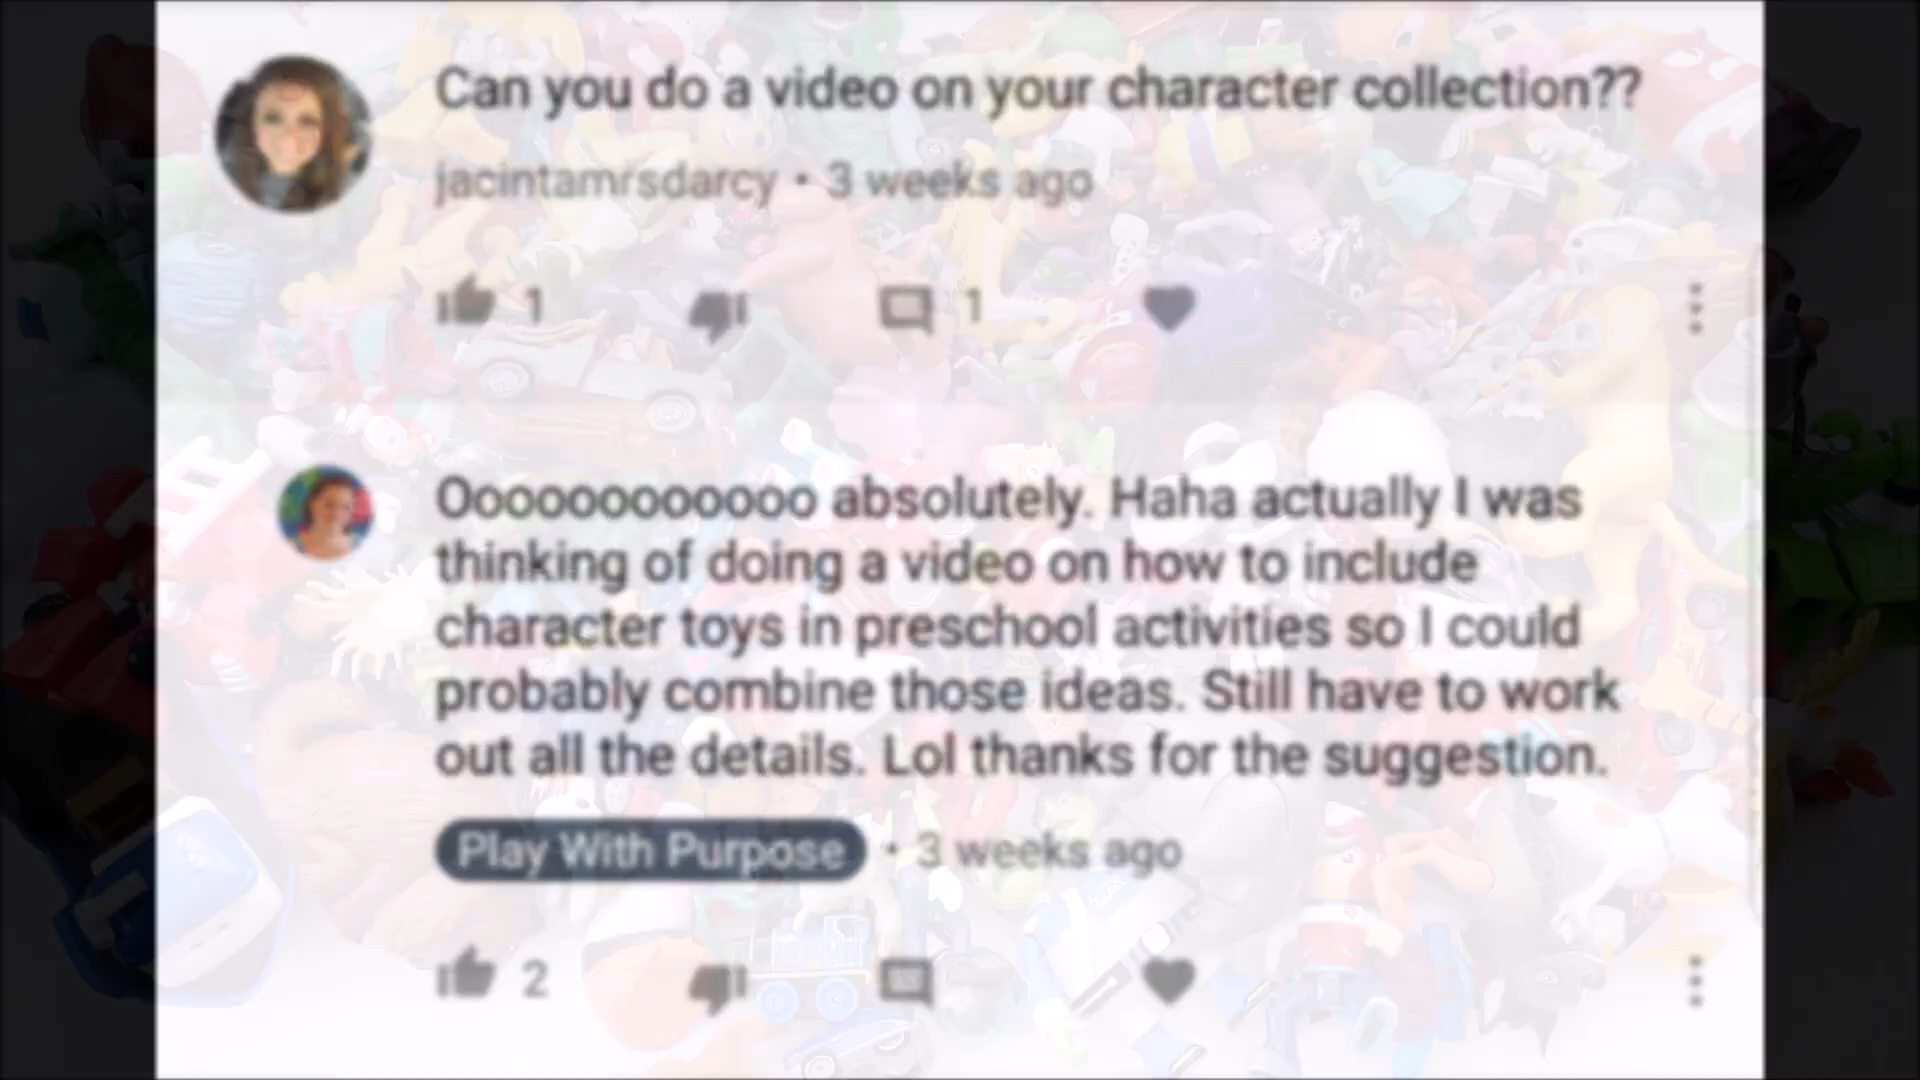 Can you do a video on your character collection??
jacintamrsdarcy • 3 weeks ago
1 1
Oooooooooooooo absolutely. Haha actually I was
thinking of doing a video on how to include
character toys in preschool activities so I could
probably combine those ideas. Still have to work
out all the details. Lol thanks for the suggestion.
Play With Purpose • 3 weeks ago
2